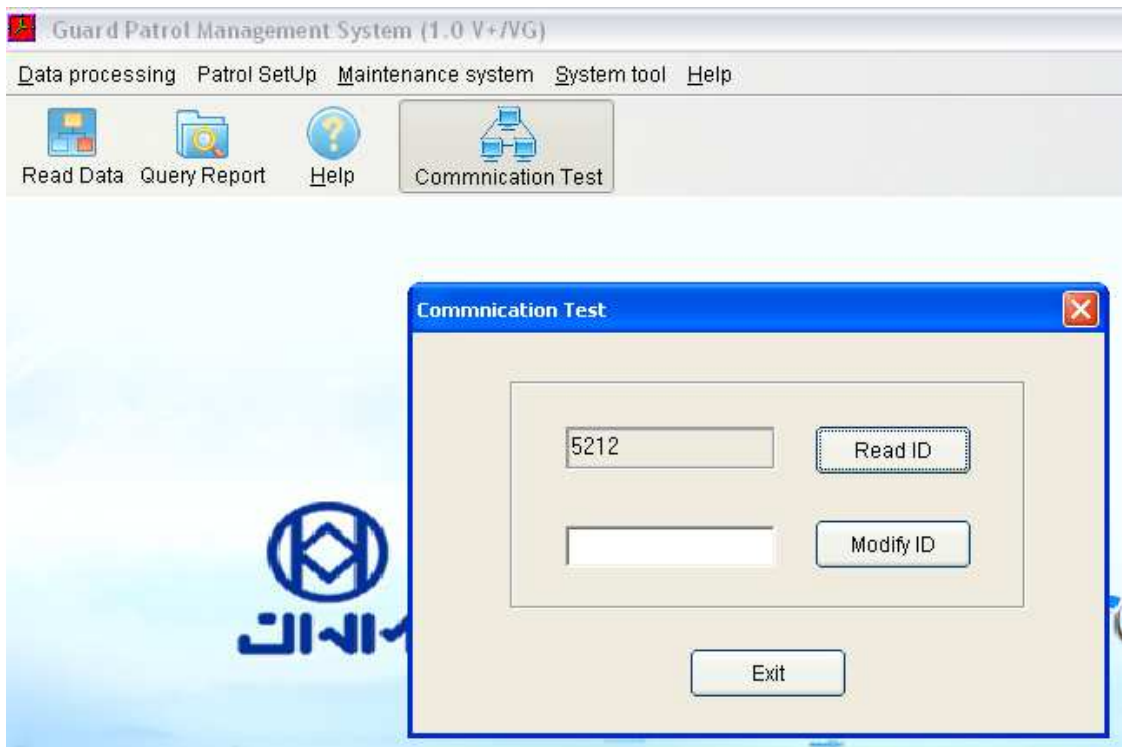 Guard Patrol Management System (1.0 V+/VG)
Data processing Patrol SetUp Maintenance system System tool Help
Read Data Query Report Help Commnication Test
Commnication Test
5212 Read ID
Modify ID
Exit